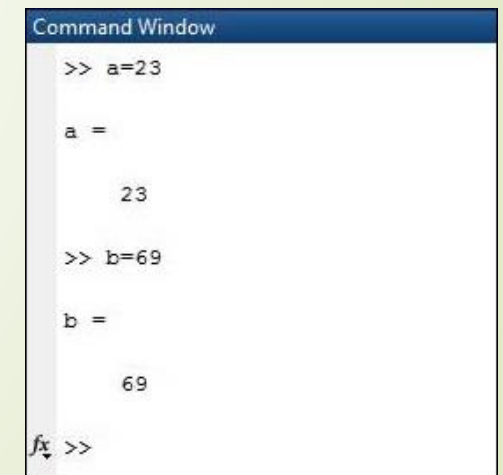 Command Window
>> a=23
a =
23
>> b=69
b =
69
fx >>